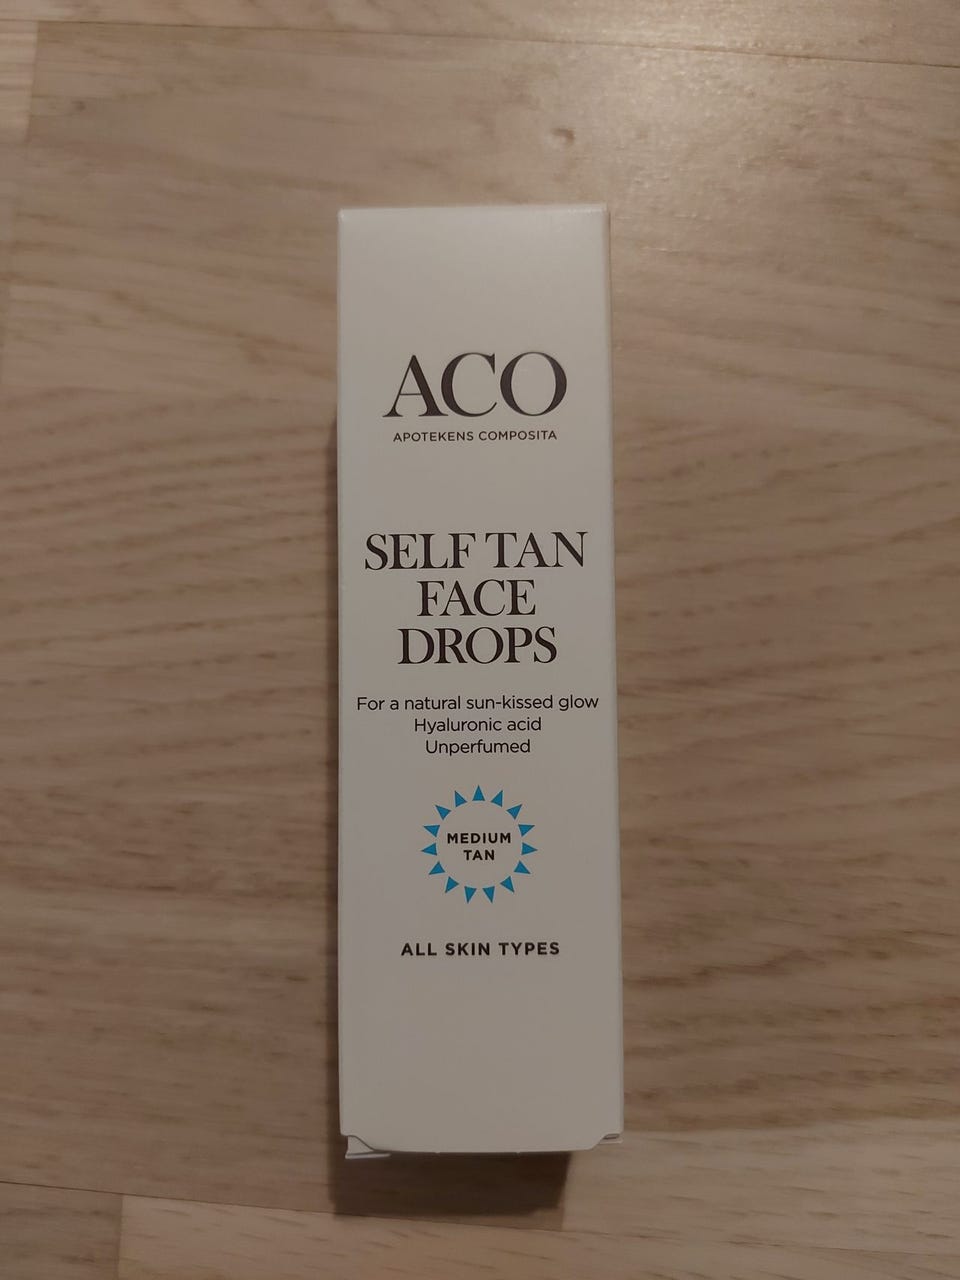 ACO
APOTEKENS COMPOSITA
SELF TAN
FACE
DROPS
For a natural sun-kissed glow
Hyaluronic acid
Unperfumed
MEDIUM
TAN
ALL SKIN TYPES